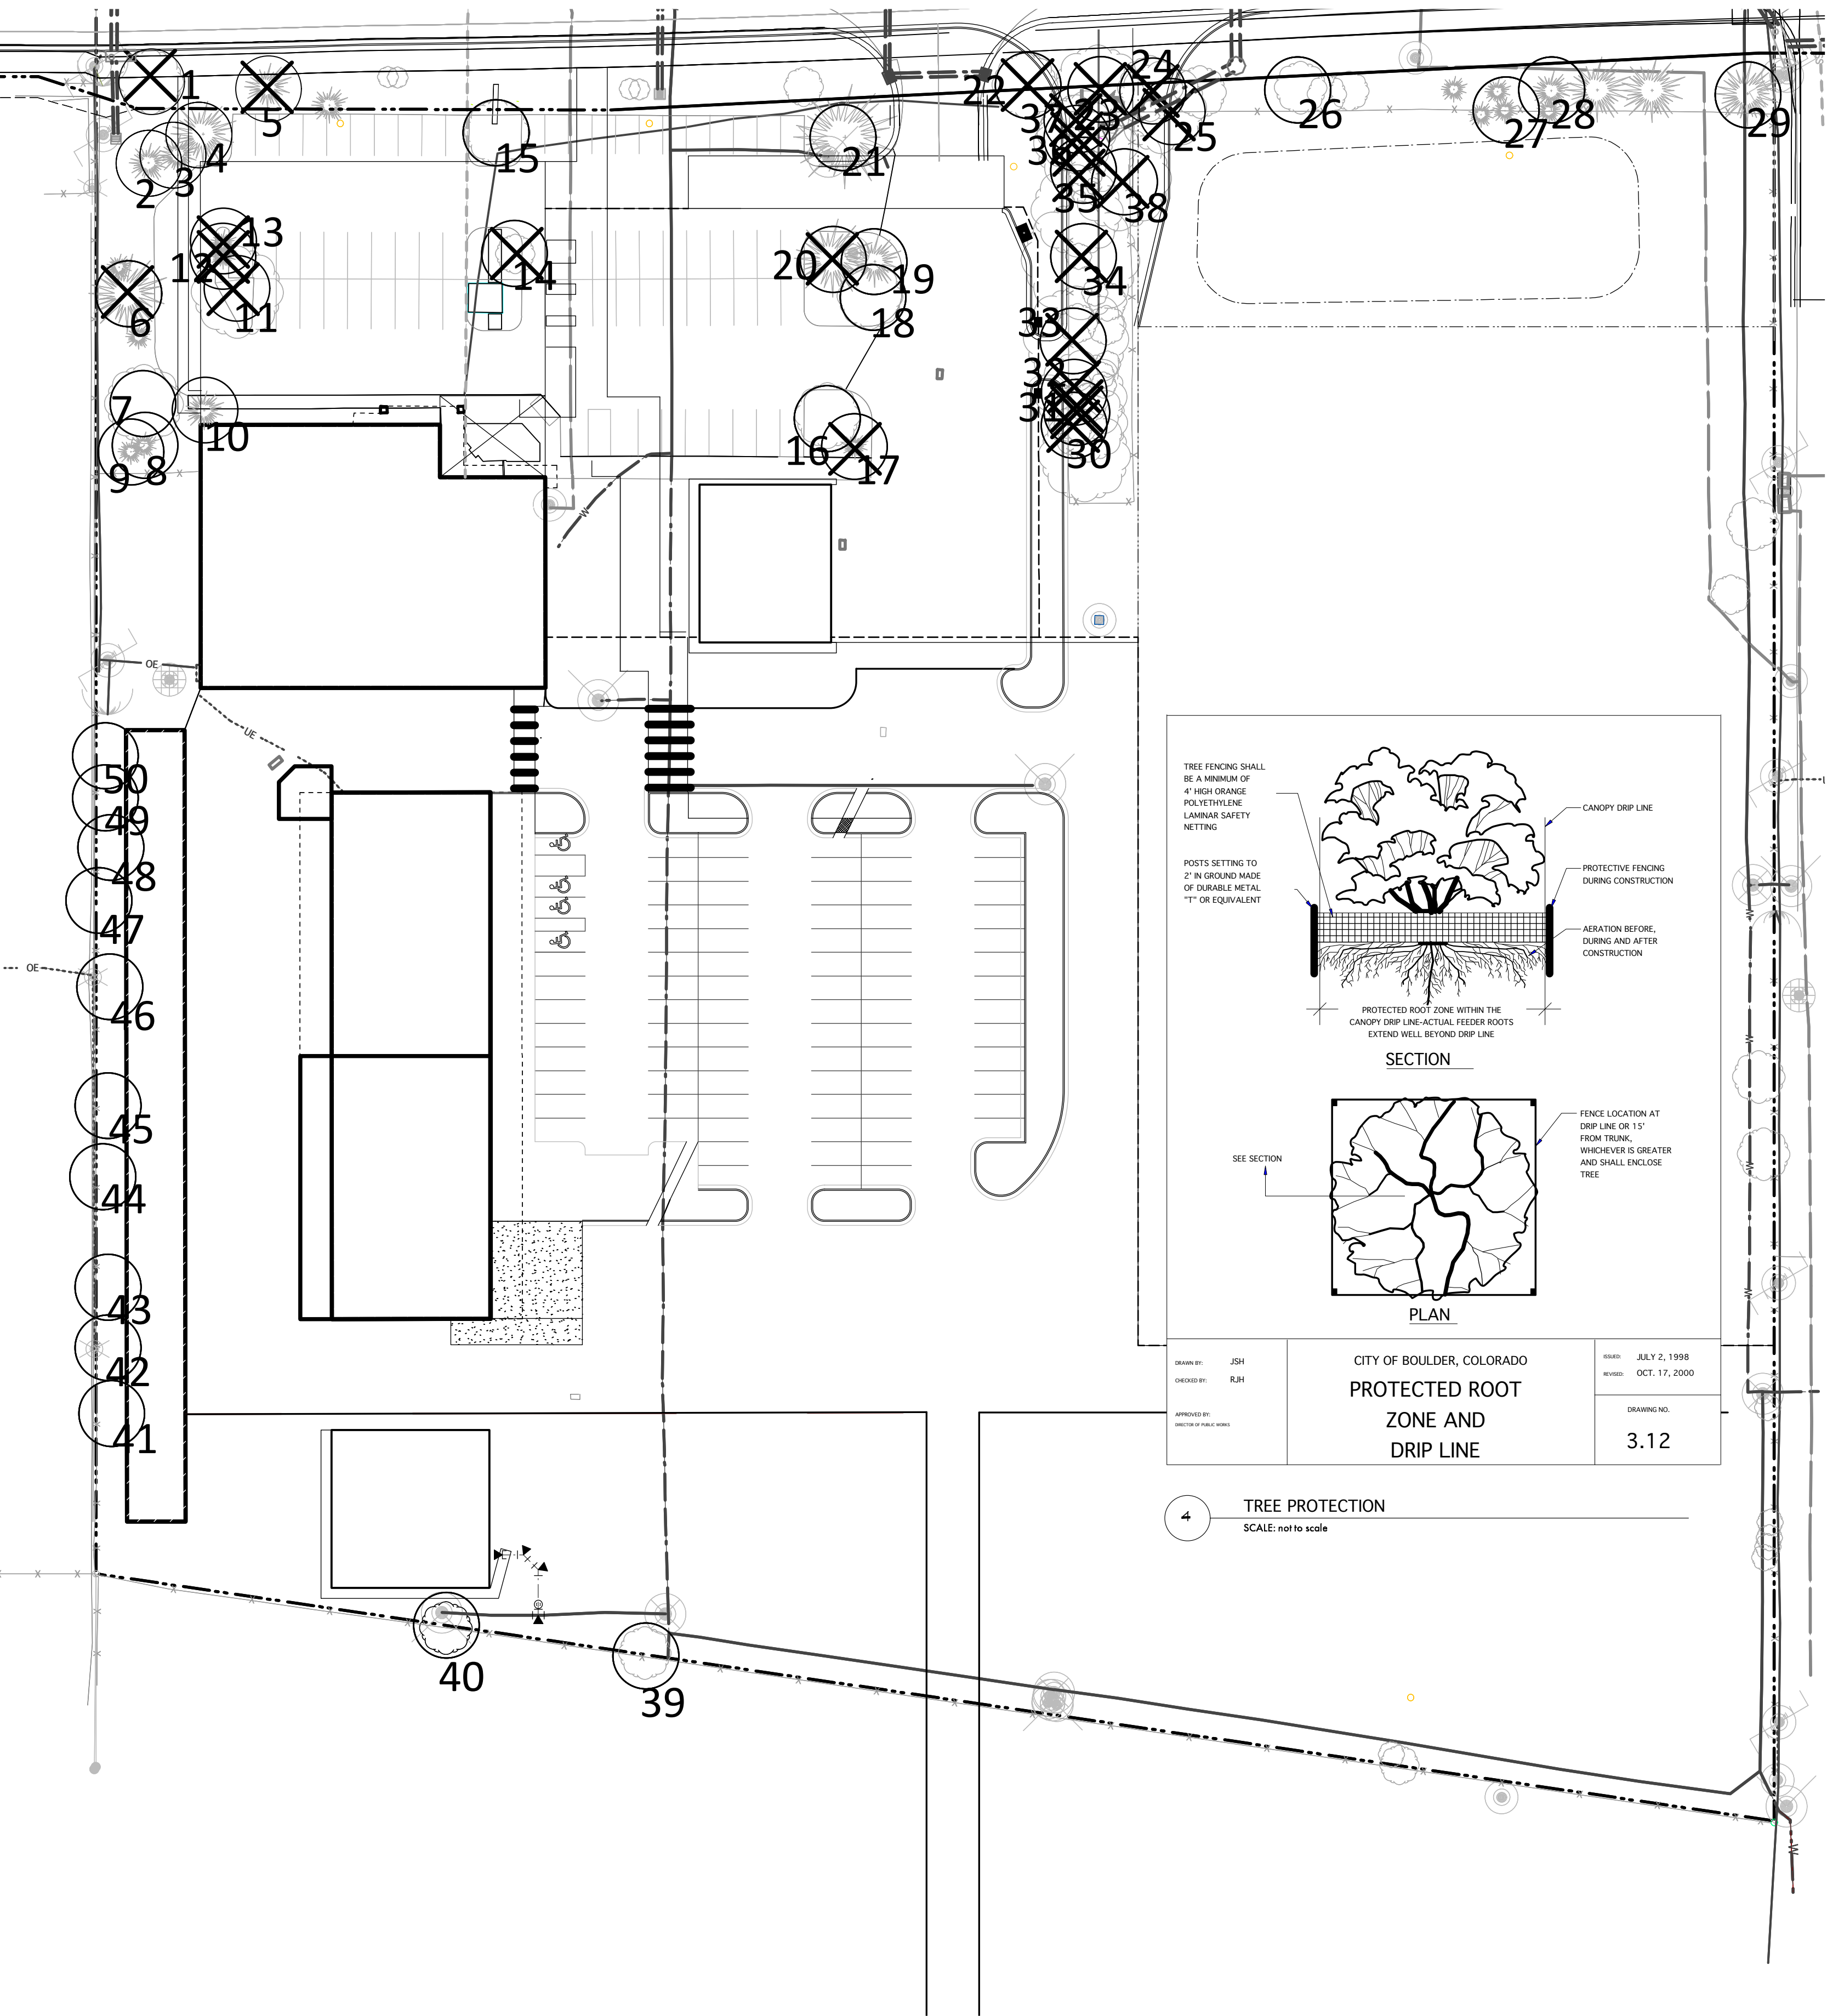 1
5
24
22
37
23
26
28
27
29
25
4
15
21
3
2
36
35
38
13
12
14
20
19
34
11
6
18
33
32
7
31
10
16
30
8
9
17
W
OE
UE
50
49
48
47
OE
46
45
44
43
42
41
40
39
W
W
W
W
W
TREE FENCING SHALL
BE A MINIMUM OF
4' HIGH ORANGE
POLYETHYLENE
LAMINAR SAFETY
NETTING
POSTS SETTING TO
2' IN GROUND MADE
OF DURABLE METAL
"T" OR EQUIVALENT
CANOPY DRIP LINE
PROTECTIVE FENCING
DURING CONSTRUCTION
AERATION BEFORE,
DURING AND AFTER
CONSTRUCTION
PROTECTED ROOT ZONE WITHIN THE
CANOPY DRIP LINE-ACTUAL FEEDER ROOTS
EXTEND WELL BEYOND DRIP LINE
SECTION
FENCE LOCATION AT
DRIP LINE OR 15'
FROM TRUNK,
WHICHEVER IS GREATER
AND SHALL ENCLOSE
TREE
SEE SECTION
PLAN
DRAWN BY: JSH
CHECKED BY: RJH
APPROVED BY:
DIRECTOR OF PUBLIC WORKS
CITY OF BOULDER, COLORADO
PROTECTED ROOT
ZONE AND
DRIP LINE
ISSUED: JULY 2, 1998
REVISED: OCT. 17, 2000
DRAWING NO.
3.12
4
TREE PROTECTION
SCALE: not to scale